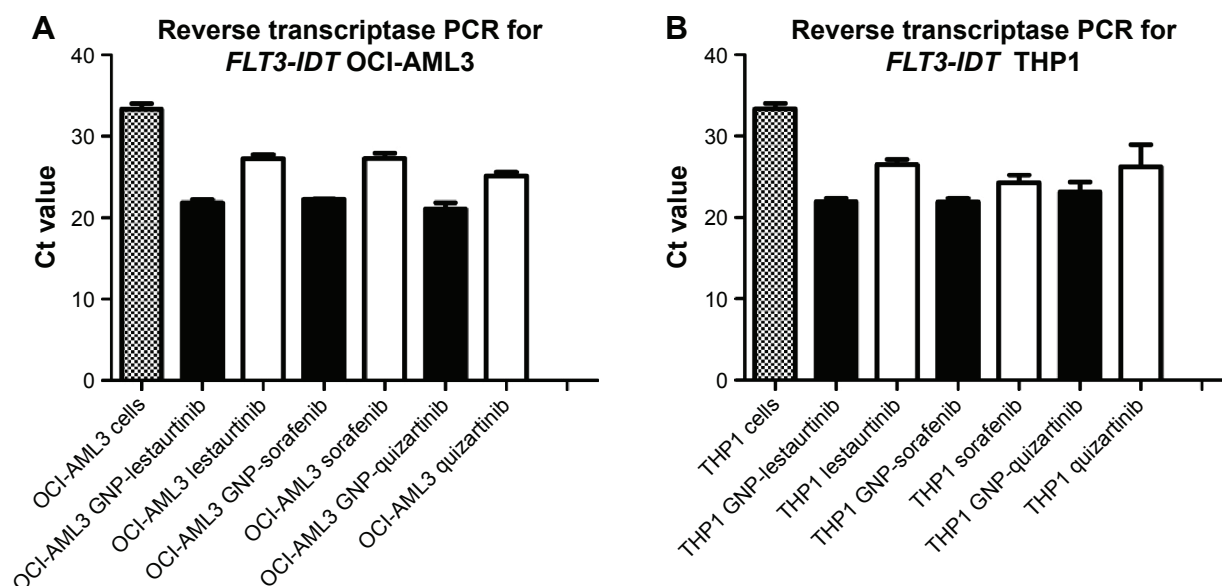 A
Reverse transcriptase PCR for
FLT3-IDT OCI-AML3
Ct value
40
30
20
10
0
OCI-AML3 cells
OCI-AML3 GNP-lestaurtinib
OCI-AML3 lestaurtinib
OCI-AML3 GNP-sorafenib
OCI-AML3 sorafenib
OCI-AML3 GNP-quizartinib
OCI-AML3 quizartinib
B
Reverse transcriptase PCR for
FLT3-IDT THP1
Ct value
40
30
20
10
0
THP1 cells
THP1 GNP-lestaurtinib
THP1 lestaurtinib
THP1 GNP-sorafenib
THP1 sorafenib
THP1 GNP-quizartinib
THP1 quizartinib